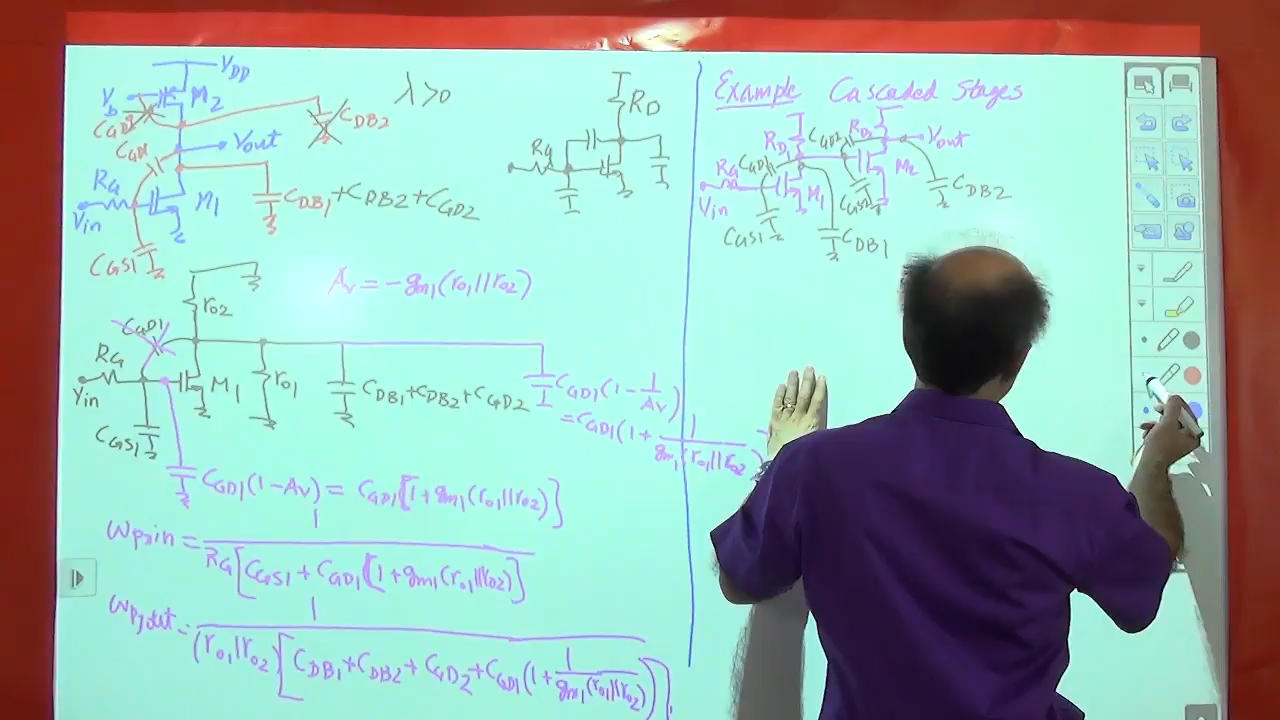 VDD
Vb
M2
CGD2
CDB2
λ>0
CGD1
Vout
RG
Vin
M1
CDB1+CDB2+CGD2
CGS1
RD
RG
Av = -gm1(ro1||ro2)
ro2
CGD1
RG
Vin
M1
ro1
CDB1+CDB2+CGD2
CGD1(1-1/Av)
=CGD1(1+1/gm1(ro1||ro2
CGS1
CGD1(1-Av) = CGD1[1+gm1(ro1||ro2)]
ωp,in = 1/RG[CGS1+CGD1[1+gm1(ro1||ro2)]
ωp,out = 1/(ro1||ro2)[CDB1+CDB2+CGD2+CGD1(1+1/gm1(ro1||ro2))]
Example Cascaded Stages
RD1
CGD2
RD2
Vout
RG
CGD1
M2
Vin
M1
CGS2
CDB2
CGS1
CDB1